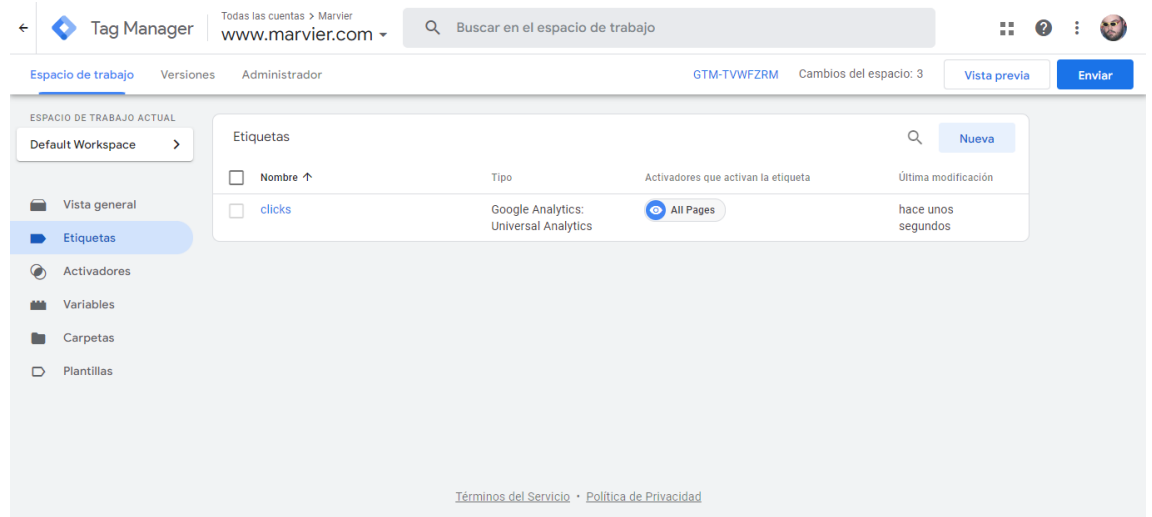 Todas las cuentas > Marvier
Tag Manager
www.marvier.com
Buscar en el espacio de trabajo
Espacio de trabajo
Versiones
Administrador
GTM-TVWFZRM
Cambios del espacio: 3
Vista previa
Enviar
ESPACIO DE TRABAJO ACTUAL
Default Workspace
Vista general
Etiquetas
Activadores
Variables
Carpetas
Plantillas
Etiquetas
Nueva
Nombre
Tipo
Activadores que activan la etiqueta
Última modificación
clicks
Google Analytics:
Universal Analytics
All Pages
hace unos
segundos
Términos del Servicio • Política de Privacidad